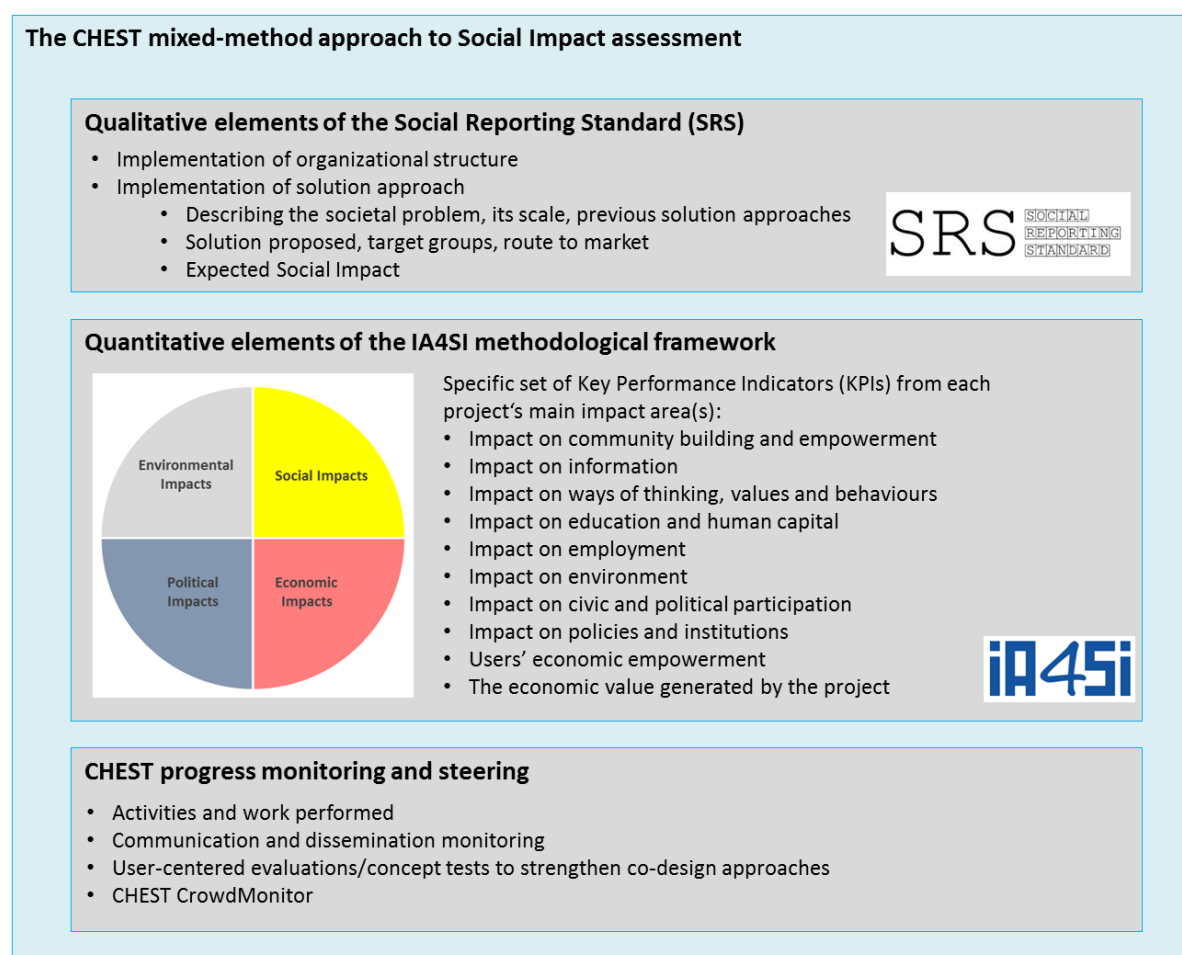 The CHEST mixed-method approach to Social Impact assessment
Qualitative elements of the Social Reporting Standard (SRS)
• Implementation of organizational structure
• Implementation of solution approach
• Describing the societal problem, its scale, previous solution approaches
• Solution proposed, target groups, route to market
• Expected Social Impact
SRS
SOCIAL
REPORTING
STANDARD
Quantitative elements of the IA4SI methodological framework
Environmental
Impacts
Social Impacts
Political
Impacts
Economic
Impacts
Specific set of Key Performance Indicators (KPIs) from each
project‘s main impact area(s):
• Impact on community building and empowerment
• Impact on information
• Impact on ways of thinking, values and behaviours
• Impact on education and human capital
• Impact on employment
• Impact on environment
• Impact on civic and political participation
• Impact on policies and institutions
• Users’ economic empowerment
• The economic value generated by the project
iA4Si
CHEST progress monitoring and steering
• Activities and work performed
• Communication and dissemination monitoring
• User-centered evaluations/concept tests to strengthen co-design approaches
• CHEST CrowdMonitor